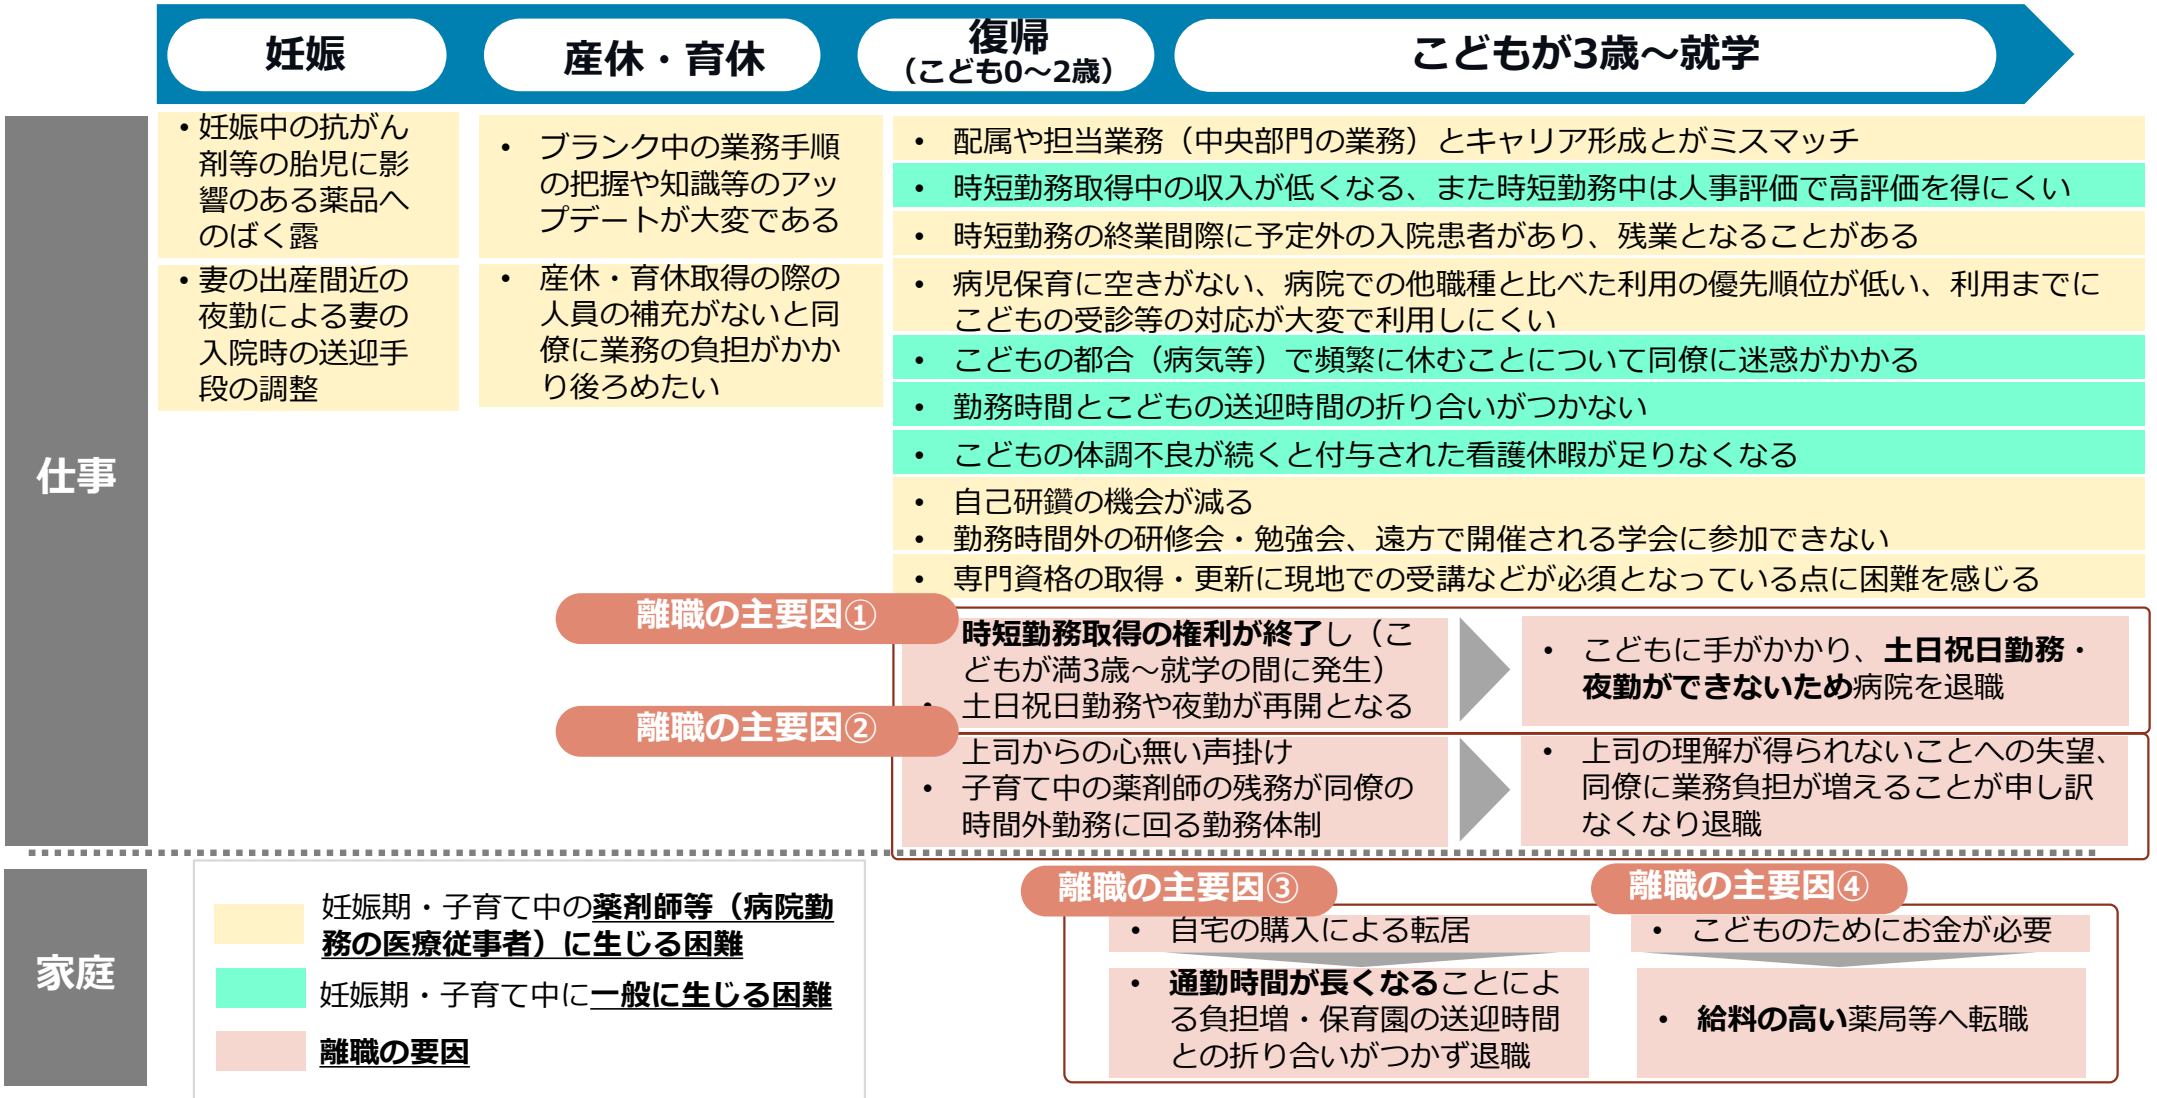 妊娠
産休・育休
復帰
（こども0～2歳）
こどもが3歳～就学
仕事
• 妊娠中の抗がん
剤等の胎児に影
響のある薬品へ
のばく露
• 妻の出産間近の
夜勤による妻の
入院時の送迎手
段の調整
• ブランク中の業務手順
の把握や知識等のアッ
プデートが大変である
• 産休・育休取得の際の
人員の補充がないと同
僚に業務の負担がかか
り後ろめたい
• 配属や担当業務（中央部門の業務）とキャリア形成とがミスマッチ
• 時短勤務取得中の収入が低くなる、また時短勤務中は人事評価で高評価を得にくい
• 時短勤務の終業間際に予定外の入院患者があり、残業となることがある
• 病児保育に空きがない、病院での他職種と比べた利用の優先順位が低い、利用までに
こどもの受診等の対応が大変で利用しにくい
• こどもの都合（病気等）で頻繁に休むことについて同僚に迷惑がかかる
• 勤務時間とこどもの送迎時間の折り合いがつかない
• こどもの体調不良が続くと付与された看護休暇が足りなくなる
• 自己研鑽の機会が減る
• 勤務時間外の研修会・勉強会、遠方で開催される学会に参加できない
• 専門資格の取得・更新に現地での受講などが必須となっている点に困難を感じる
離職の主要因①
時短勤務取得の権利が終了し（こ
どもが満3歳～就学の間に発生）
• 土日祝日勤務や夜勤が再開となる
• こどもに手がかかり、土日祝日勤務・
夜勤ができないため病院を退職
離職の主要因②
上司からの心無い声掛け
• 子育て中の薬剤師の残務が同僚の
時間外勤務に回る勤務体制
• 上司の理解が得られないことへの失望、
同僚に業務負担が増えることが申し訳
なくなり退職
家庭
妊娠期・子育て中の薬剤師等（病院勤
務の医療従事者）に生じる困難
妊娠期・子育て中に一般に生じる困難
離職の要因
離職の主要因③
• 自宅の購入による転居
• 通勤時間が長くなることによ
る負担増・保育園の送迎時間
との折り合いがつかず退職
離職の主要因④
• こどものためにお金が必要
• 給料の高い薬局等へ転職